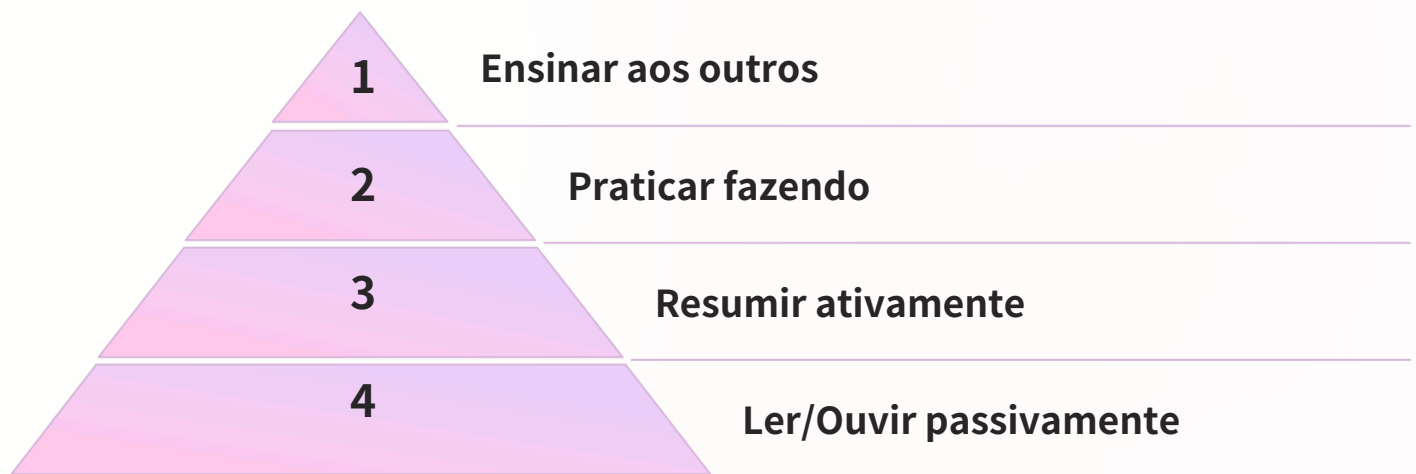 1
Ensinar aos outros
2
Praticar fazendo
3
Resumir ativamente
4
Ler/Ouvir passivamente